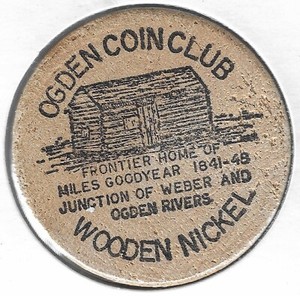 OGDEN COIN CLUB
FRONTIER HOME OF
MILES GOODYEAR 1841-48
JUNCTION OF WEBER AND
OGDEN RIVERS
WOODEN NICKEL